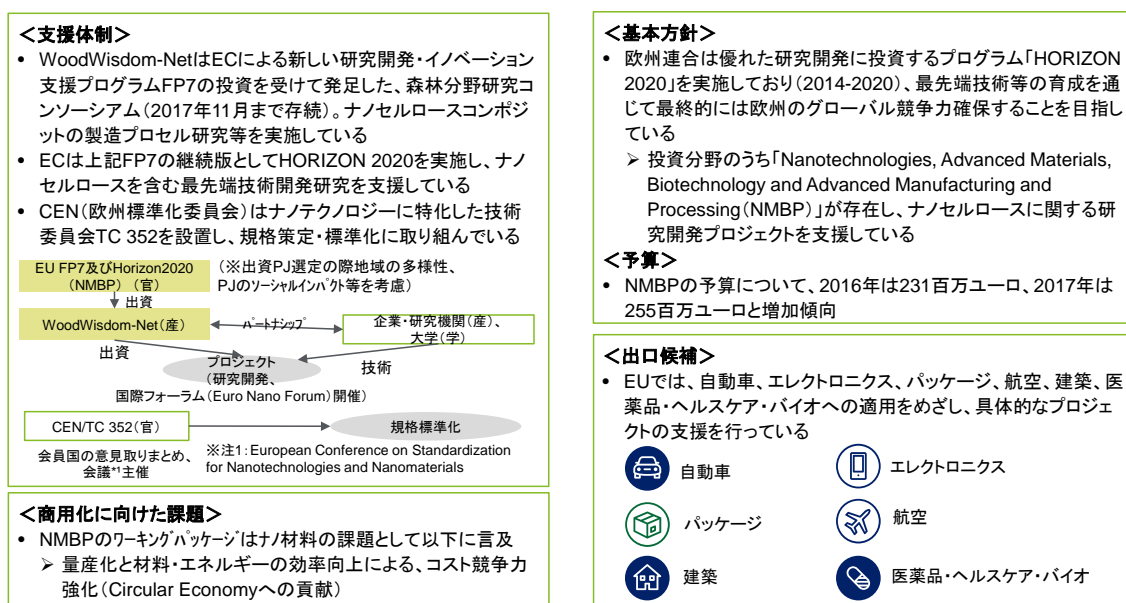 ＜支援体制＞
• WoodWisdom-NetはECによる新しい研究開発・イノベーション
支援プログラムFP7の投資を受けて発足した、森林分野研究コ
ンソーシアム（2017年11月まで存続）。ナノセルロースコンポジ
ットの製造プロセル研究等を実施している
• ECは上記FP7の継続版としてHORIZON 2020を実施し、ナノ
セルロースを含む最先端技術開発研究を支援している
• CEN（欧州標準化委員会）はナノテクノロジーに特化した技術
委員会TC 352を設置し、規格策定・標準化に取り組んでいる
EU FP7及びHorizon2020
（NMBP）（官）
（※出資PJ選定の際地域の多様性、
PJのソーシャルインパクト等を考慮）
出資
WoodWisdom-Net（産）
パートナシップ
企業・研究機関（産）、
大学（学）
出資
技術
プロジェクト
（研究開発、
国際フォーラム（Euro Nano Forum）開催）
CEN/TC 352（官）
規格標準化
会員国の意見取りまとめ、
会議*1主催
※注1：European Conference on Standardization
for Nanotechnologies and Nanomaterials
＜商用化に向けた課題＞
• NMBPのワーキングパッケージはナノ材料の課題として以下に言及
➢ 量産化と材料・エネルギーの効率向上による、コスト競争力
強化（Circular Economyへの貢献）
＜基本方針＞
• 欧州連合は優れた研究開発に投資するプログラム「HORIZON
2020」を実施しており（2014-2020）、最先端技術等の育成を通
じて最終的には欧州のグローバル競争力確保することを目指し
ている
➢ 投資分野のうち「Nanotechnologies, Advanced Materials,
Biotechnology and Advanced Manufacturing and
Processing（NMBP）」が存在し、ナノセルロースに関する研
究開発プロジェクトを支援している
＜予算＞
• NMBPの予算について、2016年は231百万ユーロ、2017年は
255百万ユーロと増加傾向
＜出口候補＞
• EUでは、自動車、エレクトロニクス、パッケージ、航空、建築、医
薬品・ヘルスケア・バイオへの適用をめざし、具体的なプロジェ
クトの支援を行っている
自動車
エレクトロニクス
パッケージ
航空
建築
医薬品・ヘルスケア・バイオ